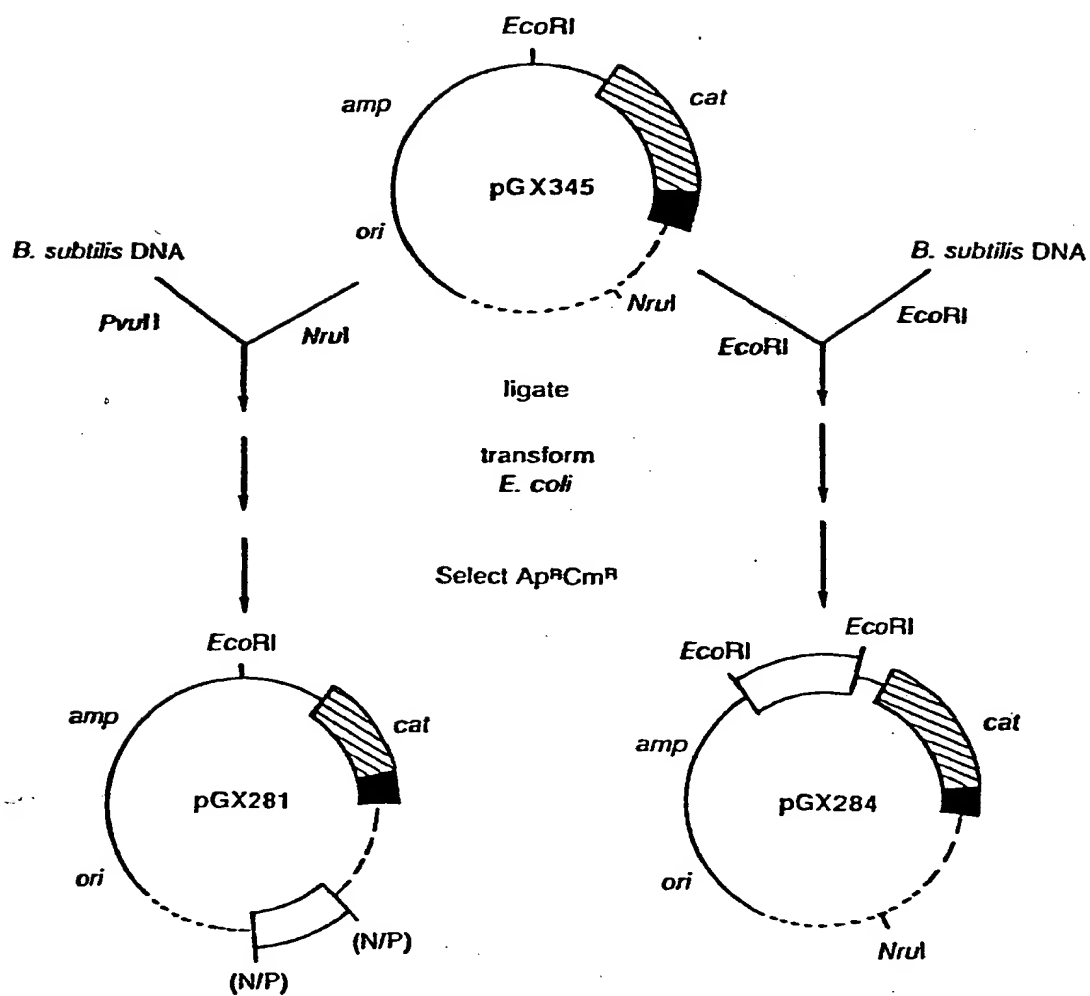 EcoRI
amp
cat
pGX345
ori
B. subtilis DNA
B. subtilis DNA
PvuII
NruI
NruI
EcoRI
EcoRI
ligate
transform
E. coli
Select ApᴿCmᴿ
EcoRI
amp
cat
pGX281
ori
(N/P)
(N/P)
EcoRI
EcoRI
amp
cat
pGX284
ori
NruI